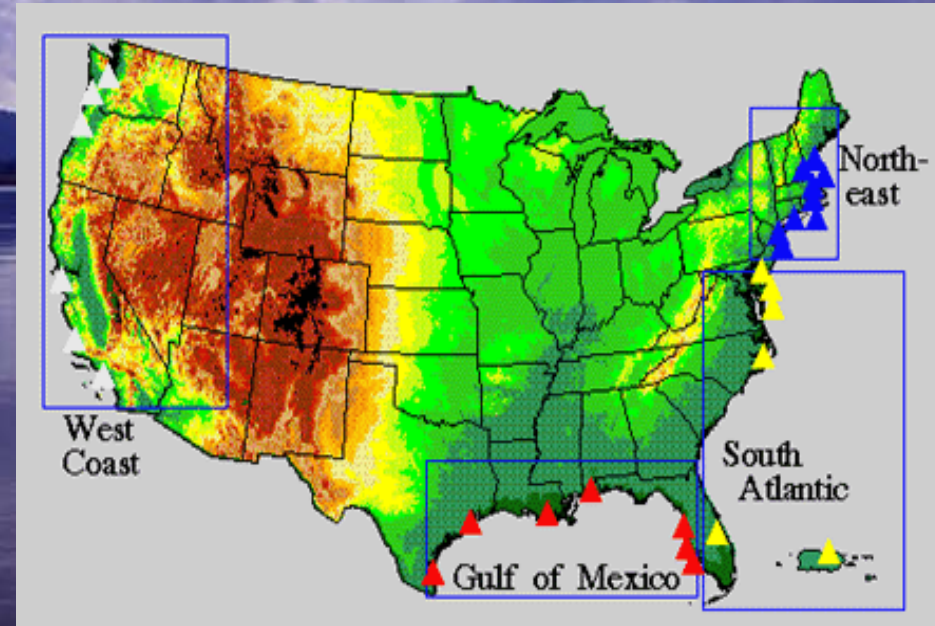 North-
east
West
Coast
South
Atlantic
Gulf of Mexico